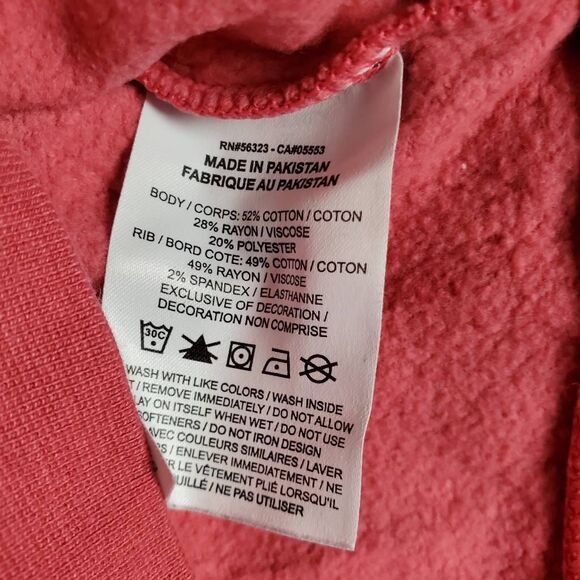 RN#56323 - CA#05553
MADE IN PAKISTAN
FABRIQUE AU PAKISTAN
BODY / CORPS: 52% COTTON / COTON
28% RAYON / VISCOSE
20% POLYESTER
RIB / BORD COTE: 49% COTTON / COTON
49% RAYON / VISCOSE
2% SPANDEX / ELASTHANNE
EXCLUSIVE OF DECORATION /
DECORATION NON COMPRISE
30C
WASH WITH LIKE COLORS / WASH INSIDE
/ REMOVE IMMEDIATELY / DO NOT ALLOW
ON ITSELF WHEN WET / DO NOT USE
SOFTENERS / DO NOT IRON DESIGN
AVEC COULEURS SIMILAIRES / LAVER
/ ENLEVER IMMEDIATEMENT / NE
LE VÊTEMENT PLIÉ LORSQU'IL
/ NE PAS UTILISER